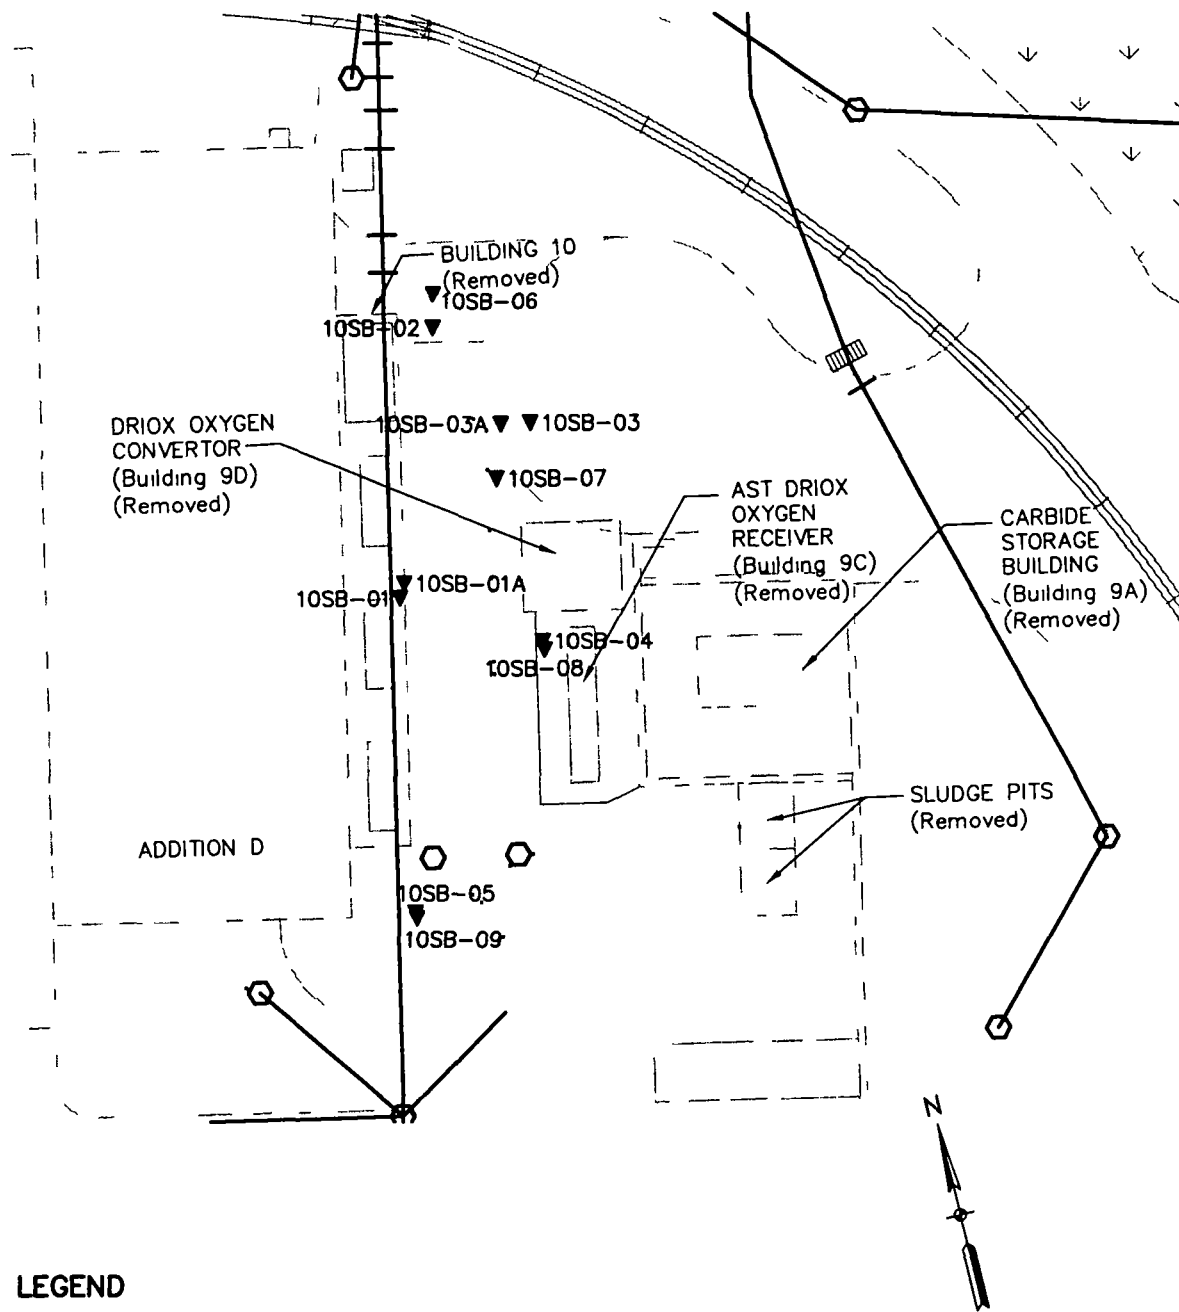 BUILDING 10
(Removed)
10SB-06
10SB-02
10SB-03A
10SB-03
DRIOX OXYGEN
CONVERTOR
(Building 9D)
(Removed)
10SB-07
AST DRIOX
OXYGEN
RECEIVER
(Building 9C)
(Removed)
CARBIDE
STORAGE
BUILDING
(Building 9A)
(Removed)
10SB-01A
10SB-01
10SB-04
10SB-08
SLUDGE PITS
(Removed)
ADDITION D
10SB-05
10SB-09
N
LEGEND